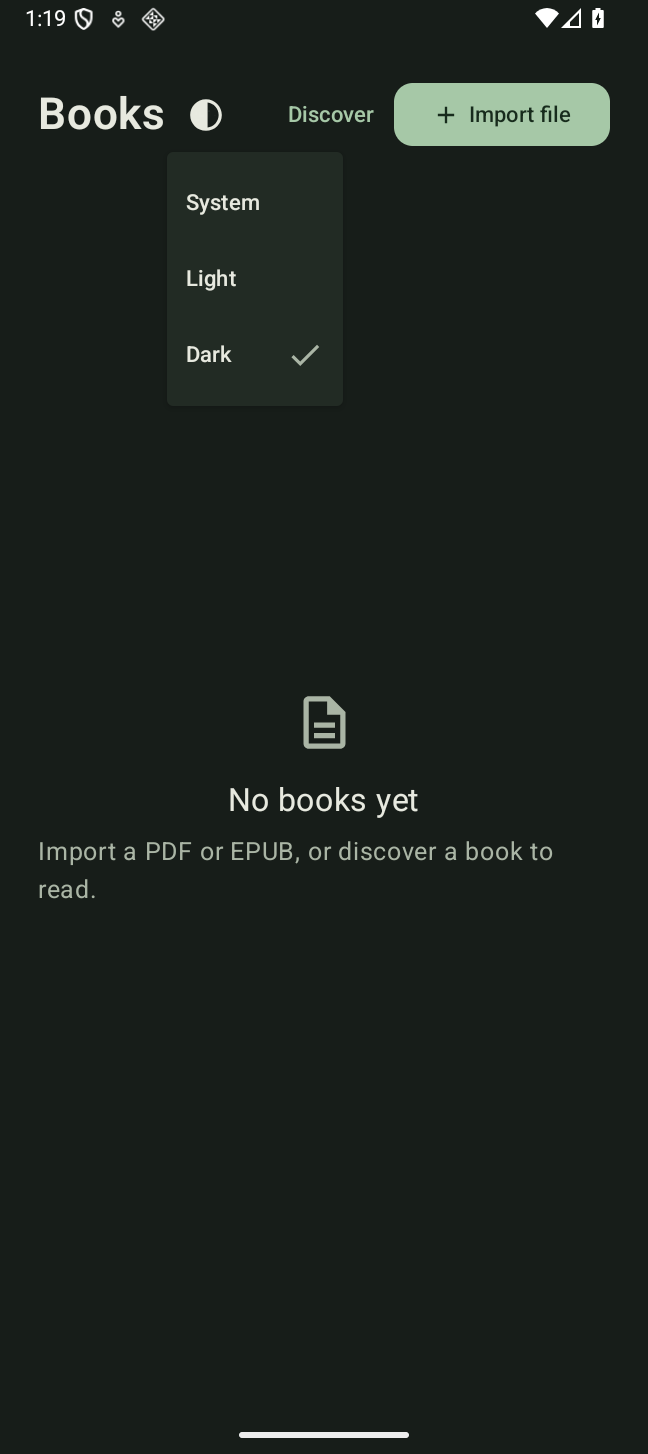 1:19
Books
Discover
Import file
System
Light
Dark
No books yet
Import a PDF or EPUB, or discover a book to
read.